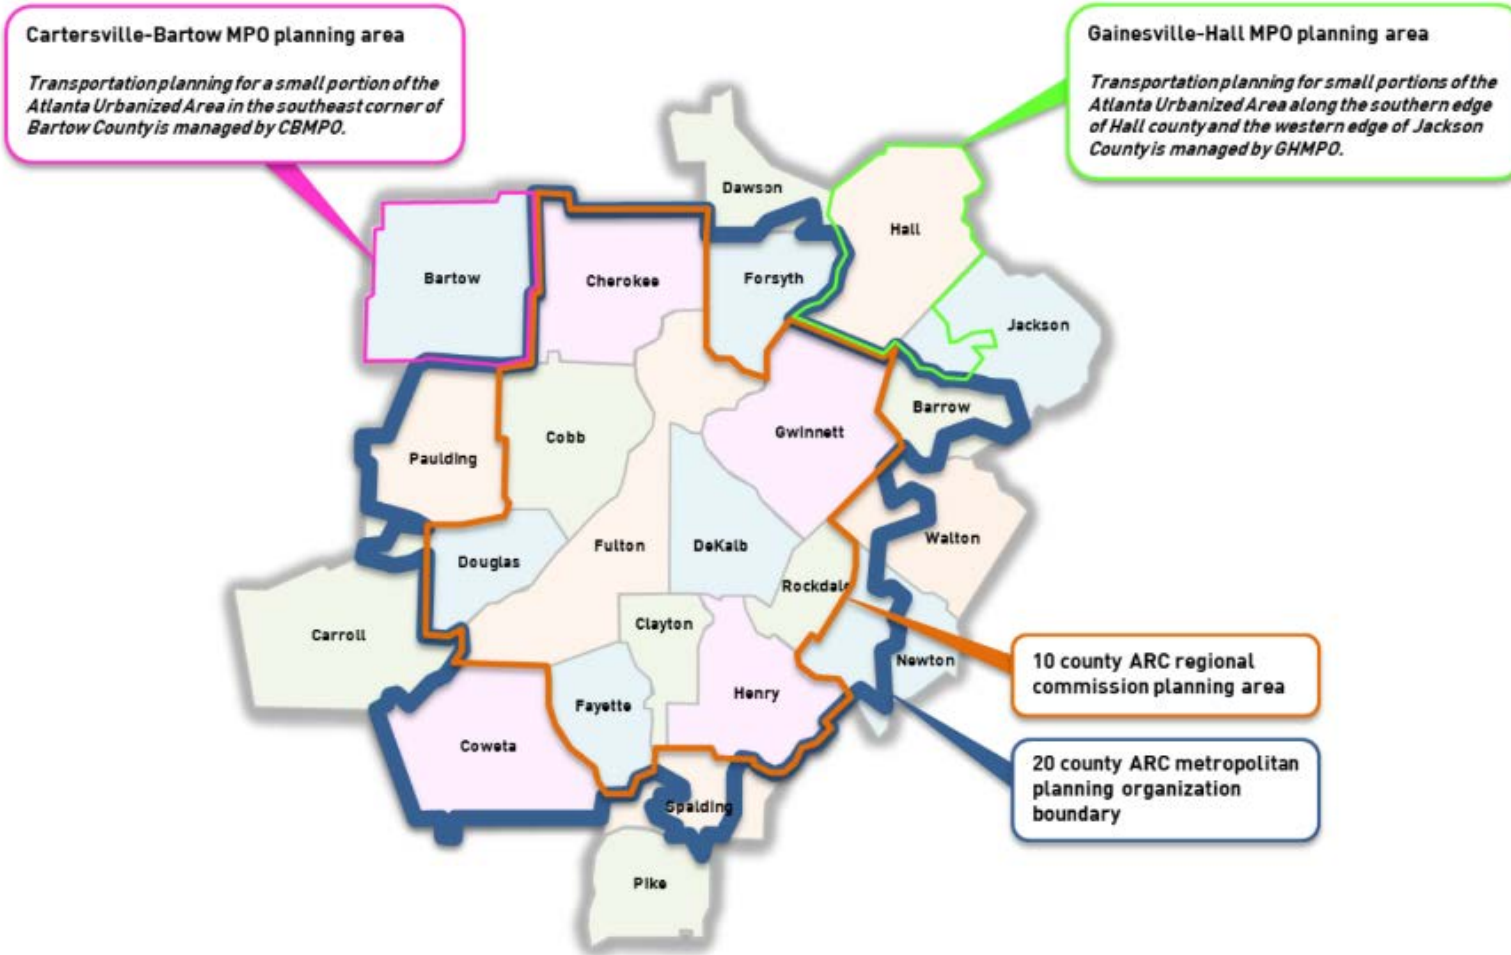 Cartersville-Bartow MPO planning area
Transportation planning for a small portion of the
Atlanta Urbanized Area in the southeast corner of
Bartow County is managed by CBMPO.
Gainesville-Hall MPO planning area
Transportation planning for small portions of the
Atlanta Urbanized Area along the southern edge
of Hall county and the western edge of Jackson
County is managed by GHMPO.
Dawson
Hall
Bartow
Cherokee
Forsyth
Jackson
Barrow
Gwinnett
Cobb
Paulding
Walton
Fulton
DeKalb
Douglas
Rockdale
Clayton
Carroll
Newton
Henry
Fayette
Coweta
Spalding
Pike
10 county ARC regional
commission planning area
20 county ARC metropolitan
planning organization
boundary